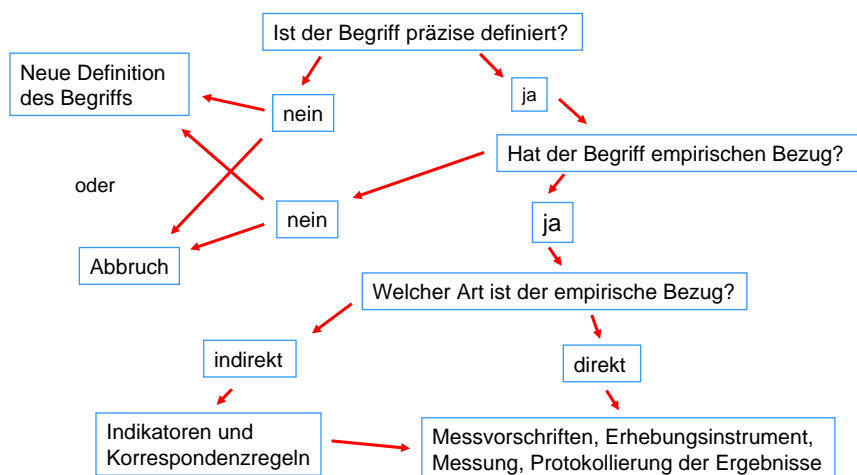 Ist der Begriff präzise definiert?
Neue Definition
des Begriffs
nein
ja
Hat der Begriff empirischen Bezug?
oder
nein
ja
Abbruch
Welcher Art ist der empirische Bezug?
indirekt
direkt
Indikatoren und
Korrespondenzregeln
Messvorschriften, Erhebungsinstrument,
Messung, Protokollierung der Ergebnisse